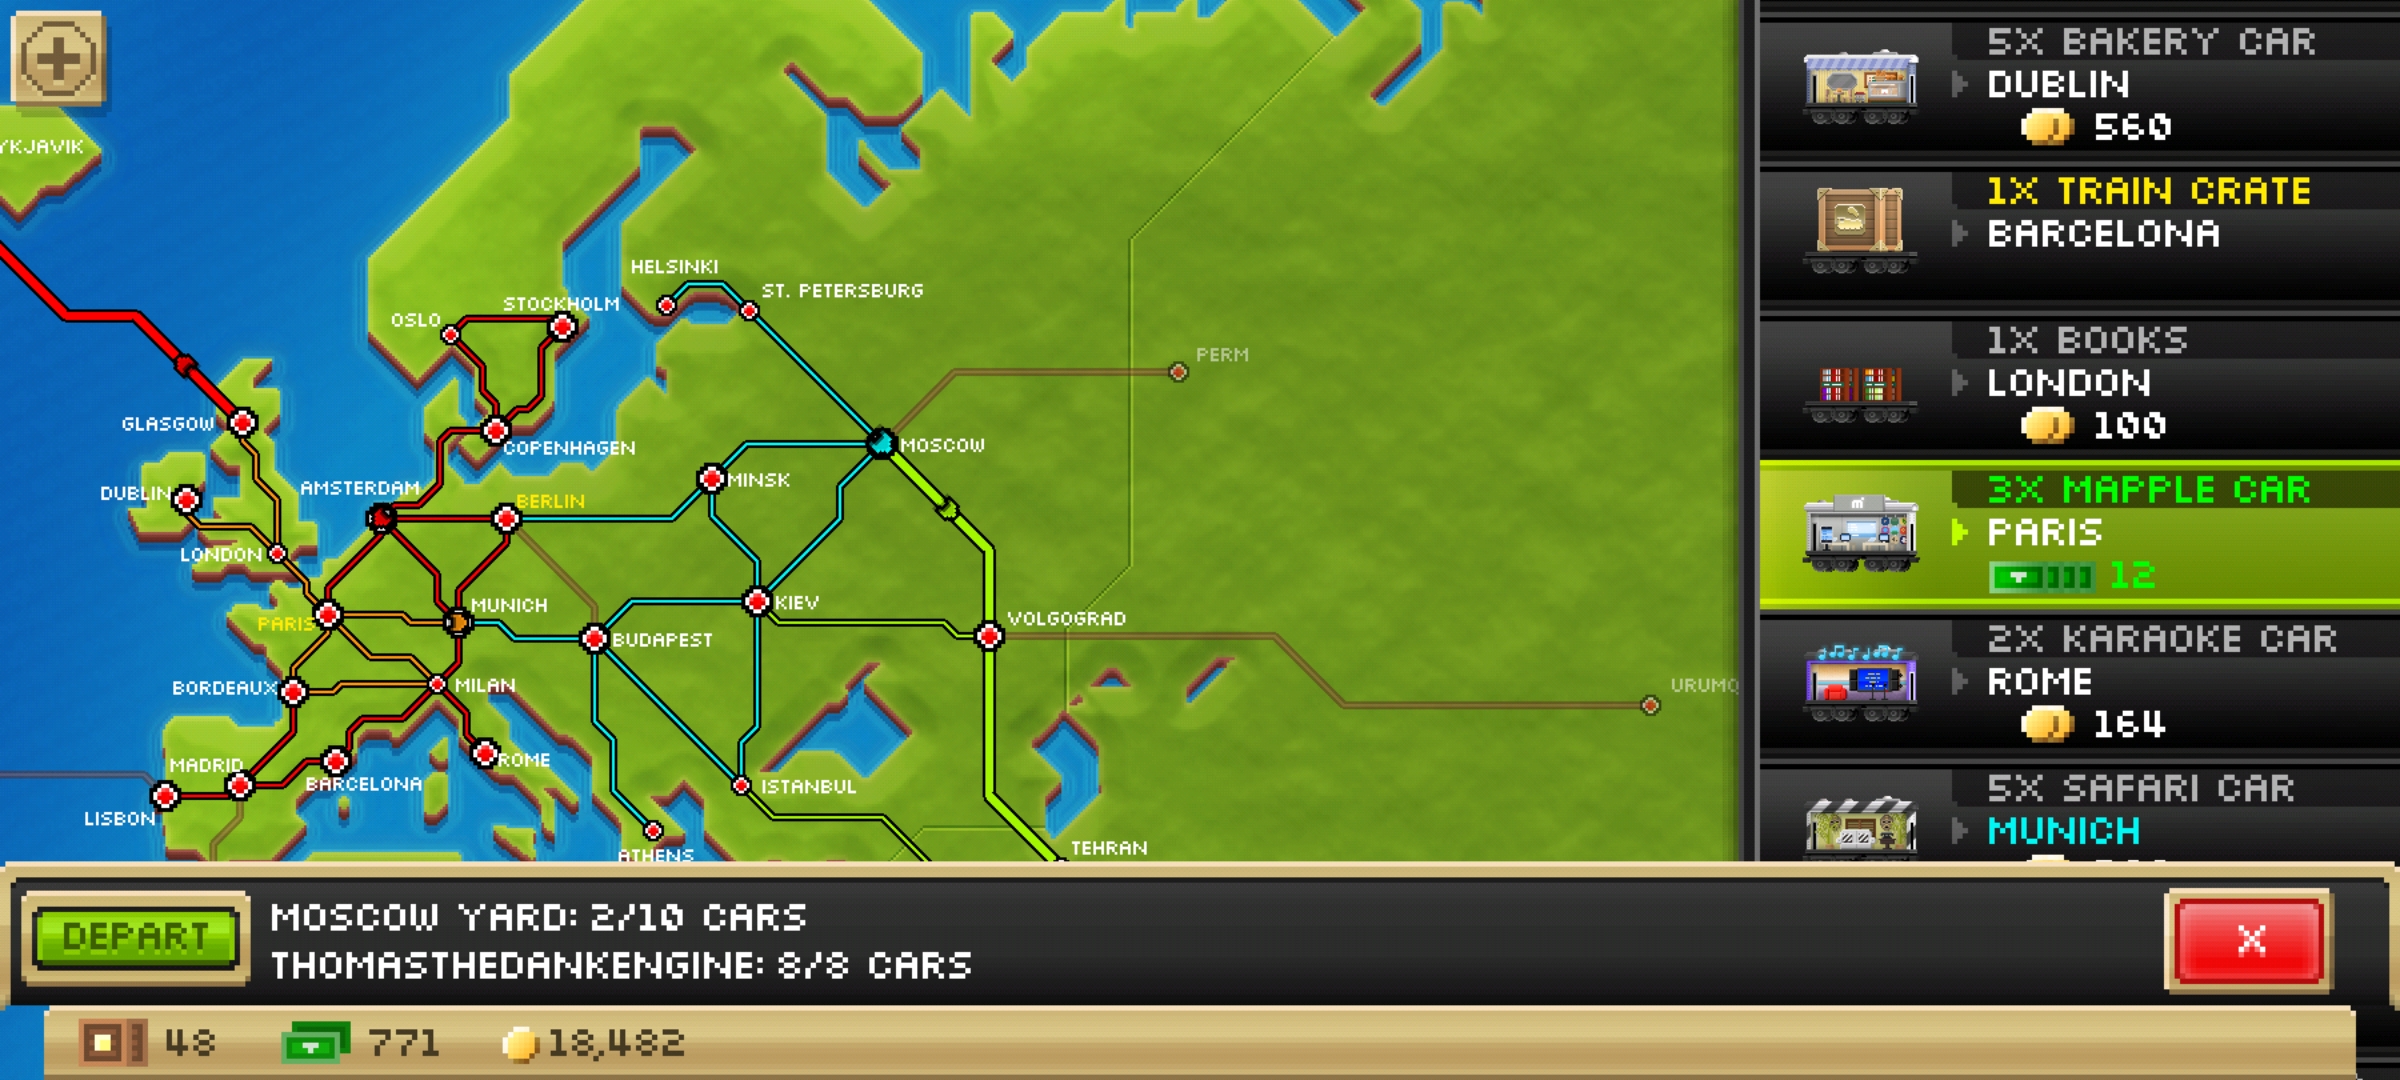 YKJAVIK
HELSINKI
ST. PETERSBURG
STOCKHOLM
OSLO
PERM
GLASGOW
COPENHAGEN
MOSCOW
MINSK
DUBLIN
AMSTERDAM
BERLIN
LONDON
MUNICH
KIEV
PARIS
BUDAPEST
VOLGOGRAD
BORDEAUX
MILAN
URUMQ
MADRID
ROME
BARCELONA
ISTANBUL
LISBON
ATHENS
TEHRAN
5X BAKERY CAR
DUBLIN
560
1X TRAIN CRATE
BARCELONA
1X BOOKS
LONDON
100
3X MAPPLE CAR
PARIS
12
2X KARAOKE CAR
ROME
164
5X SAFARI CAR
MUNICH
DEPART
MOSCOW YARD: 2/10 CARS
THOMASTHEDANKENGINE: 8/8 CARS
X
48
771
18,482